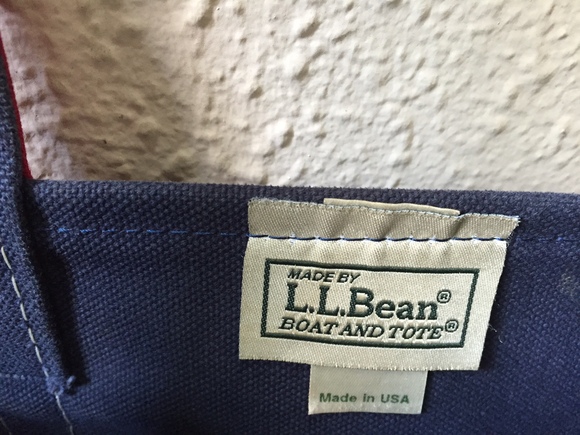 MADE BY
L.L.Bean®
BOAT AND TOTE®
Made in USA